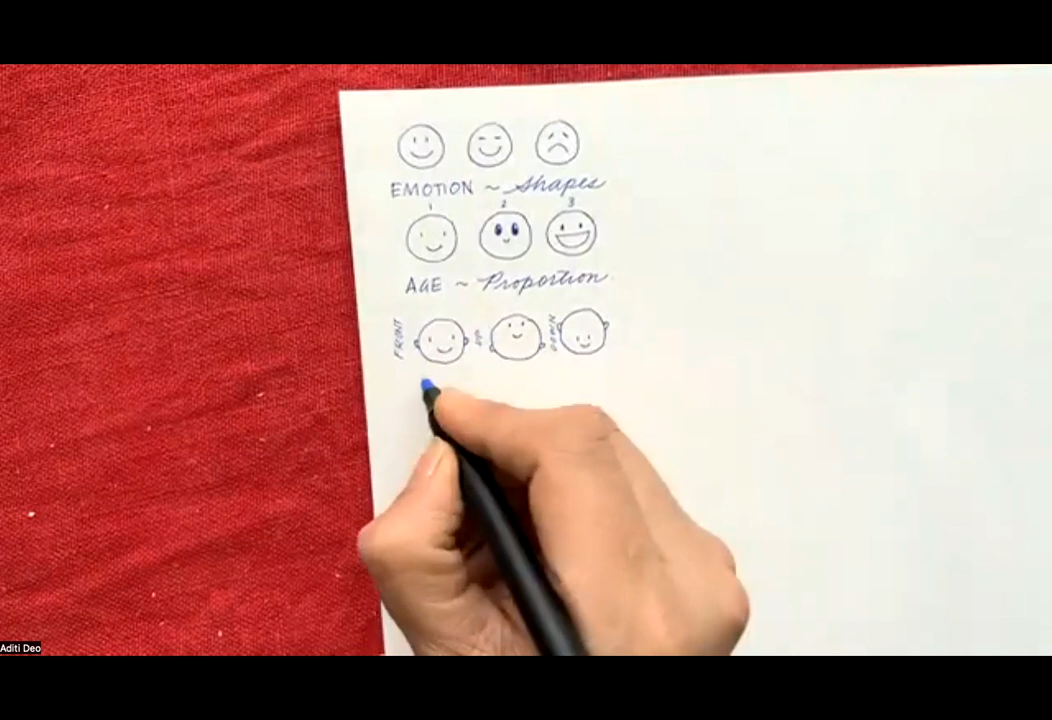 EMOTION ~ Shapes
1 2 3
AGE ~ Proportion
FRONT UP DOWN
Aditi Deo